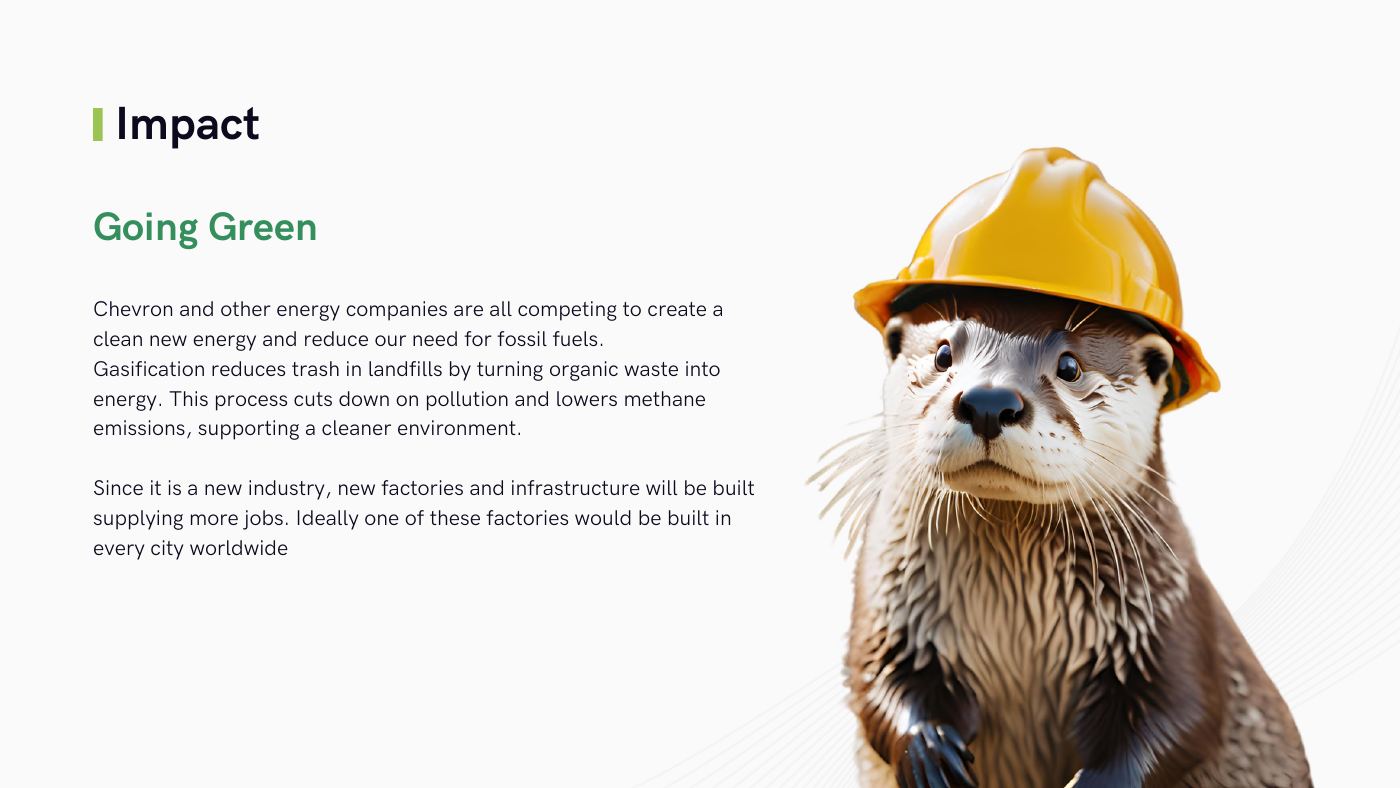 Impact
Going Green
Chevron and other energy companies are all competing to create a
clean new energy and reduce our need for fossil fuels.
Gasification reduces trash in landfills by turning organic waste into
energy. This process cuts down on pollution and lowers methane
emissions, supporting a cleaner environment.
Since it is a new industry, new factories and infrastructure will be built
supplying more jobs. Ideally one of these factories would be built in
every city worldwide